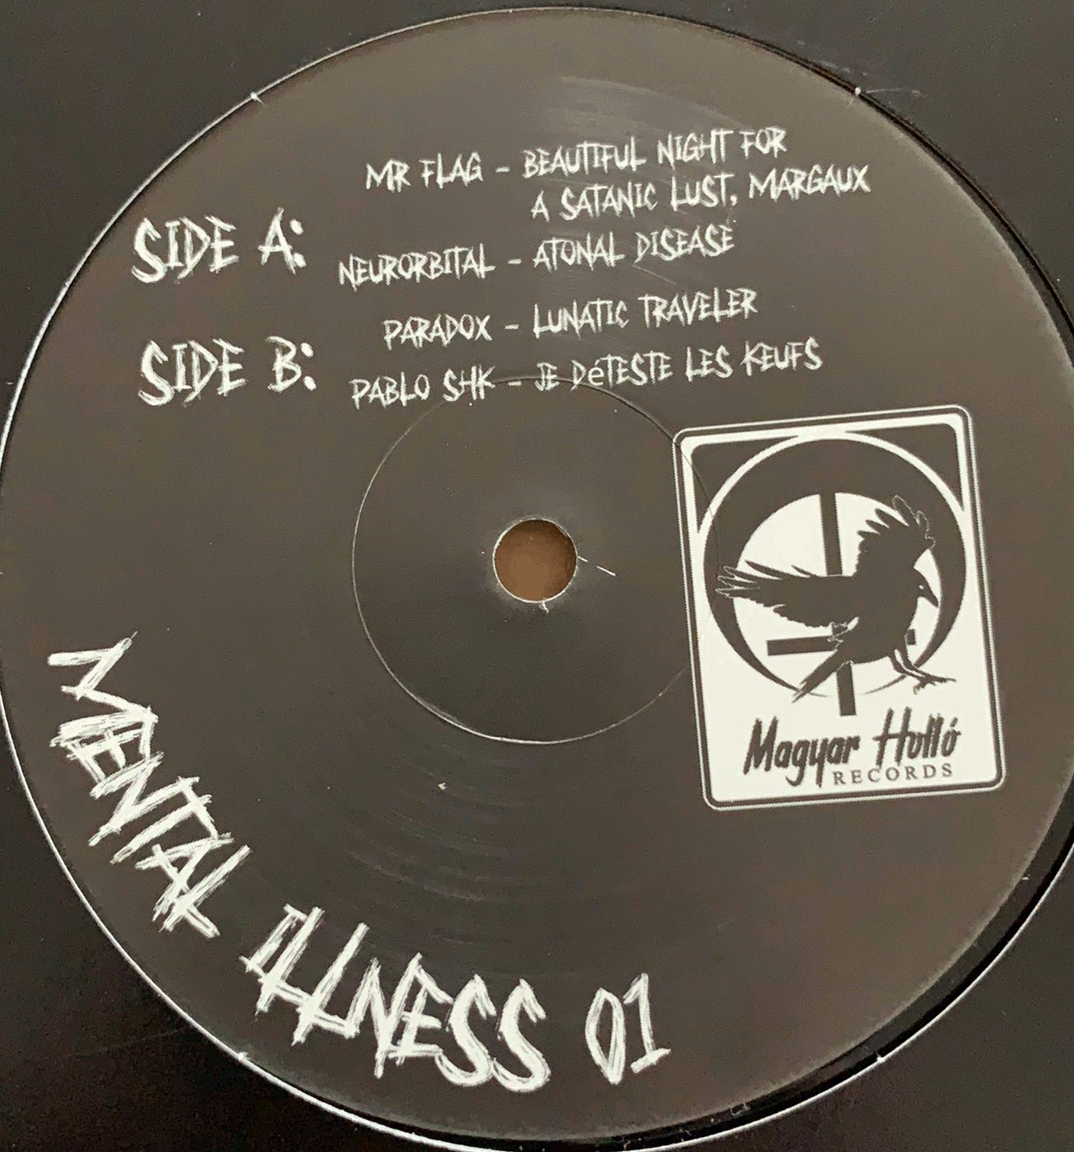 MR FLAG - BEAUTIFUL NIGHT FOR
A SATANIC LUST, MARGAUX
SIDE A:
NEURORBITAL - ATONAL DISEASE
PARADOX - LUNATIC TRAVELER
SIDE B:
PABLO SHK - JE DéTESTE LES KEUFS
Magyar Holló
RECORDS
MENTAL ILLNESS 01